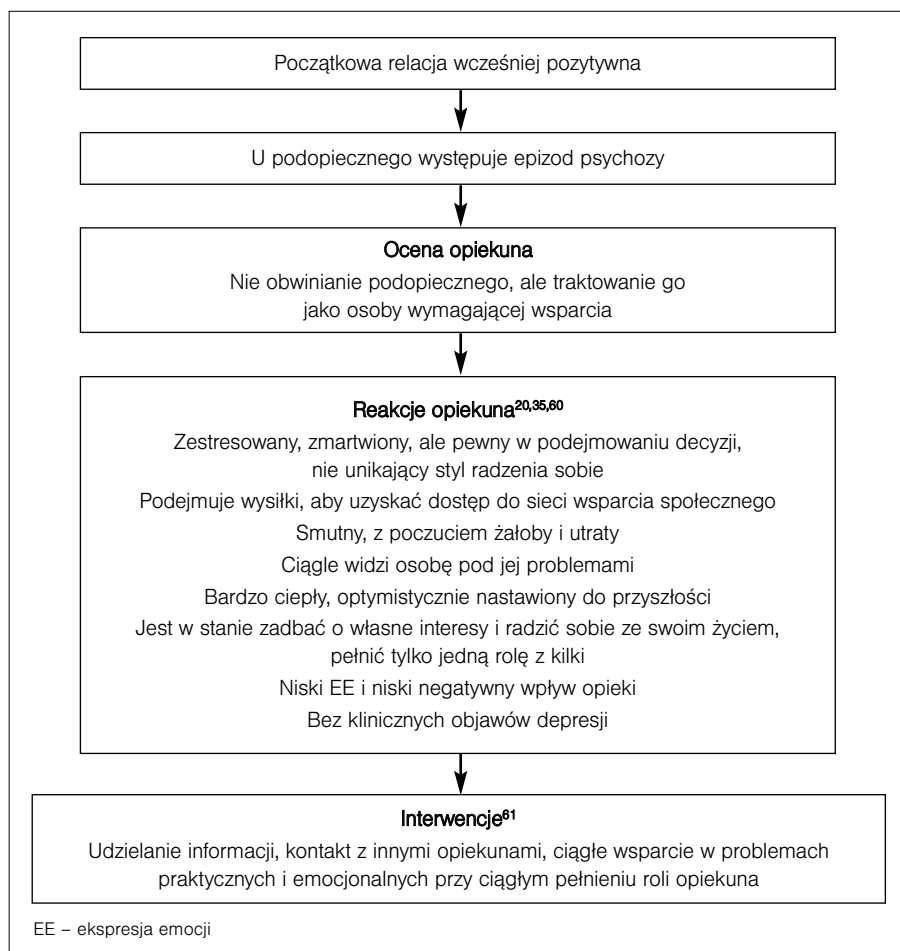 Początkowa relacja wcześniej pozytywna
U podopiecznego występuje epizod psychozy
Ocena opiekuna
Nie obwinianie podopiecznego, ale traktowanie go
jako osoby wymagającej wsparcia
Reakcje opiekuna20,35,60
Zestresowany, zmartwiony, ale pewny w podejmowaniu decyzji,
nie unikający styl radzenia sobie
Podejmuje wysiłki, aby uzyskać dostęp do sieci wsparcia społecznego
Smutny, z poczuciem żałoby i utraty
Ciągle widzi osobę pod jej problemami
Bardzo ciepły, optymistycznie nastawiony do przyszłości
Jest w stanie zadbać o własne interesy i radzić sobie ze swoim życiem,
pełnić tylko jedną rolę z kilki
Niski EE i niski negatywny wpływ opieki
Bez klinicznych objawów depresji
Interwencje61
Udzielanie informacji, kontakt z innymi opiekunami, ciągłe wsparcie w problemach
praktycznych i emocjonalnych przy ciągłym pełnieniu roli opiekuna
EE – ekspresja emocji